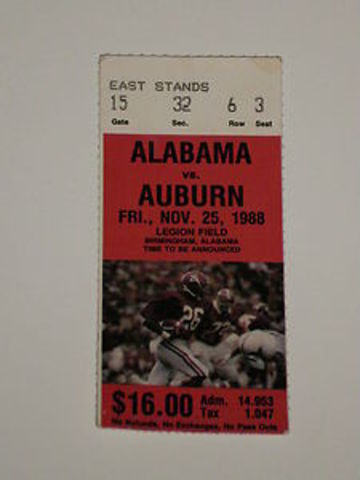 EAST STANDS
15 32 6 3
Gate Sec. Row Seat
ALABAMA
vs.
AUBURN
FRI., NOV. 25, 1988
LEGION FIELD
BIRMINGHAM, ALABAMA
TIME TO BE ANNOUNCED
26
$16.00 Adm. 14.953
Tax 1.047
No Refunds, No Exchanges, No Pass Outs